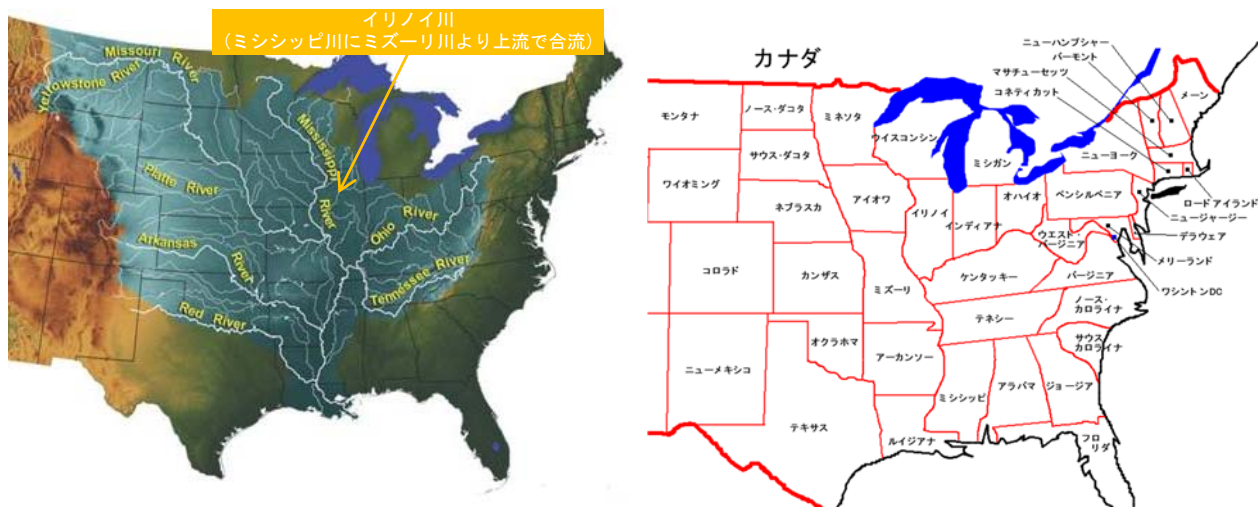 イリノイ川
（ミシシッピ川にミズーリ川より上流で合流）
Missouri River
Yellowstone River
Mississippi River
Platte River
Ohio River
Arkansas River
Tennessee River
Red River
カナダ
ニューハンプシャー
バーモント
マサチューセッツ
コネティカット
メーン
モンタナ
ノース・ダコタ
ミネソタ
ウイスコンシン
ミシガン
ニューヨーク
サウス・ダコタ
ワイオミング
ネブラスカ
アイオワ
イリノイ
インディアナ
オハイオ
ペンシルベニア
ロードアイランド
ニュージャージー
デラウェア
メリーランド
ワシントンDC
ウエスト・
バージニア
バージニア
コロラド
カンザス
ミズーリ
ケンタッキー
ノース・
カロライナ
テネシー
サウス
カロライナ
オクラホマ
アーカンソー
ニューメキシコ
ミシシッピ
アラバマ
ジョージア
テキサス
ルイジアナ
フロ
リダ